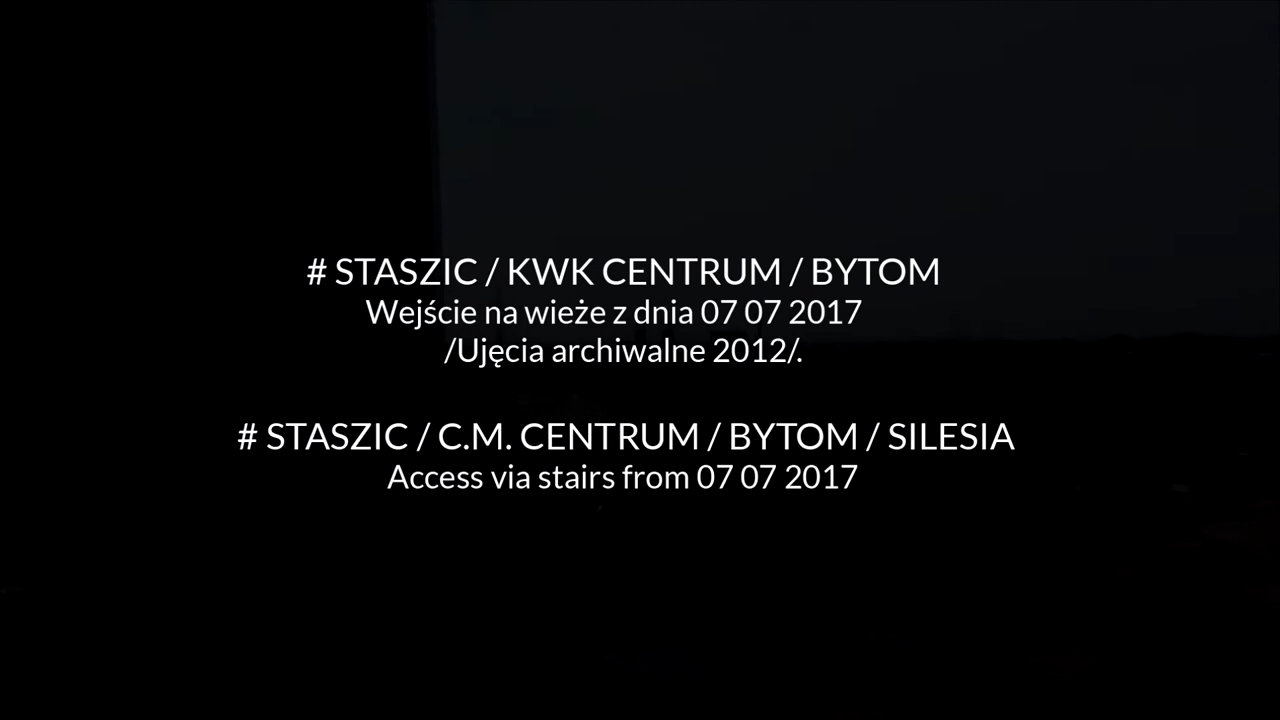 # STASZIC / KWK CENTRUM / BYTOM
Wejście na wieże z dnia 07 07 2017
/Ujęcia archiwalne 2012/.
# STASZIC / C.M. CENTRUM / BYTOM / SILESIA
Access via stairs from 07 07 2017